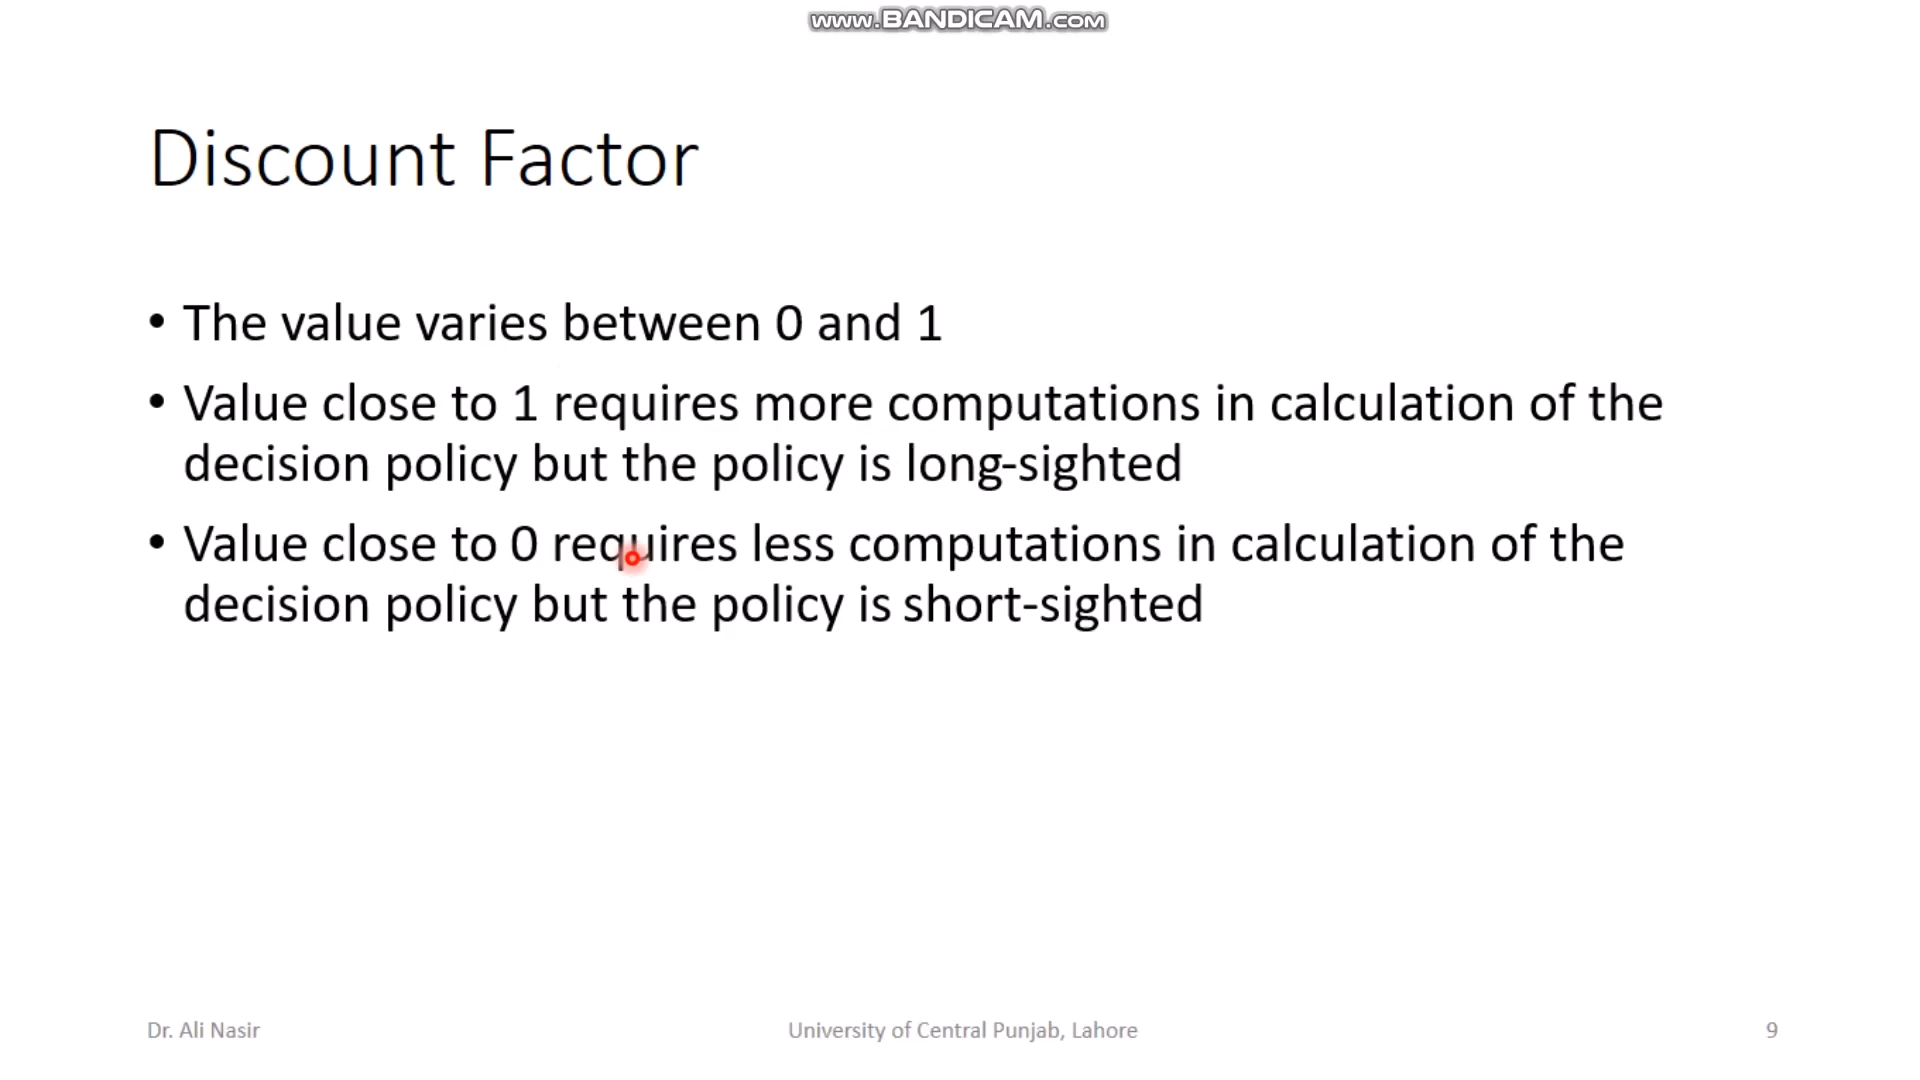 www.BANDICAM.com
Discount Factor
• The value varies between 0 and 1
• Value close to 1 requires more computations in calculation of the
decision policy but the policy is long-sighted
• Value close to 0 requires less computations in calculation of the
decision policy but the policy is short-sighted
Dr. Ali Nasir
University of Central Punjab, Lahore
9